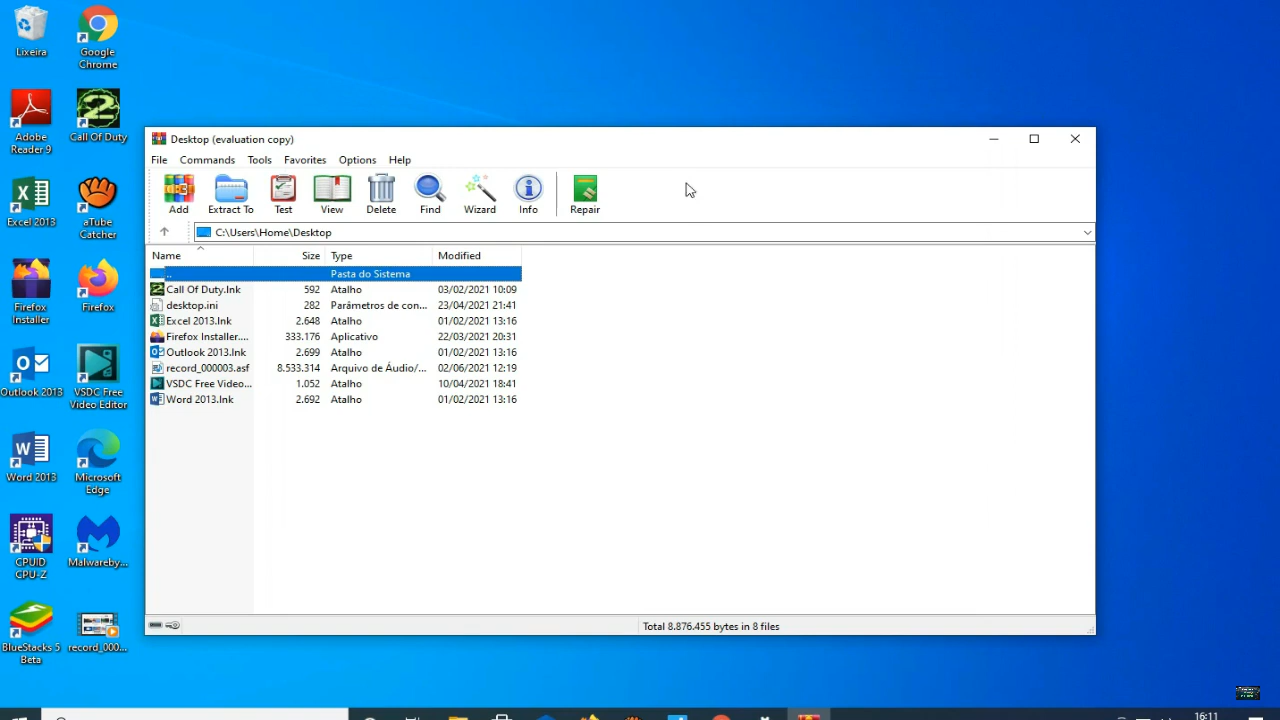 Lixeira
Google
Chrome
Adobe
Reader 9
Call Of Duty
Excel 2013
aTube
Catcher
Firefox
Installer
Firefox
Outlook 2013
VSDC Free
Video Editor
Word 2013
Microsoft
Edge
CPUID
CPU-Z
Malwareby...
BlueStacks 5
Beta
record_000...
Desktop (evaluation copy)
File Commands Tools Favorites Options Help
Add Extract To Test View Delete Find Wizard Info Repair
C:\Users\Home\Desktop
Name Size Type Modified
.. Pasta do Sistema
Call Of Duty.lnk 592 Atalho 03/02/2021 10:09
desktop.ini 282 Parâmetros de con... 23/04/2021 21:41
Excel 2013.lnk 2.648 Atalho 01/02/2021 13:16
Firefox Installer.... 333.176 Aplicativo 22/03/2021 20:31
Outlook 2013.lnk 2.699 Atalho 01/02/2021 13:16
record_000003.asf 8.533.314 Arquivo de Áudio/... 02/06/2021 12:19
VSDC Free Video... 1.052 Atalho 10/04/2021 18:41
Word 2013.lnk 2.692 Atalho 01/02/2021 13:16
Total 8.876.455 bytes in 8 files
16:11